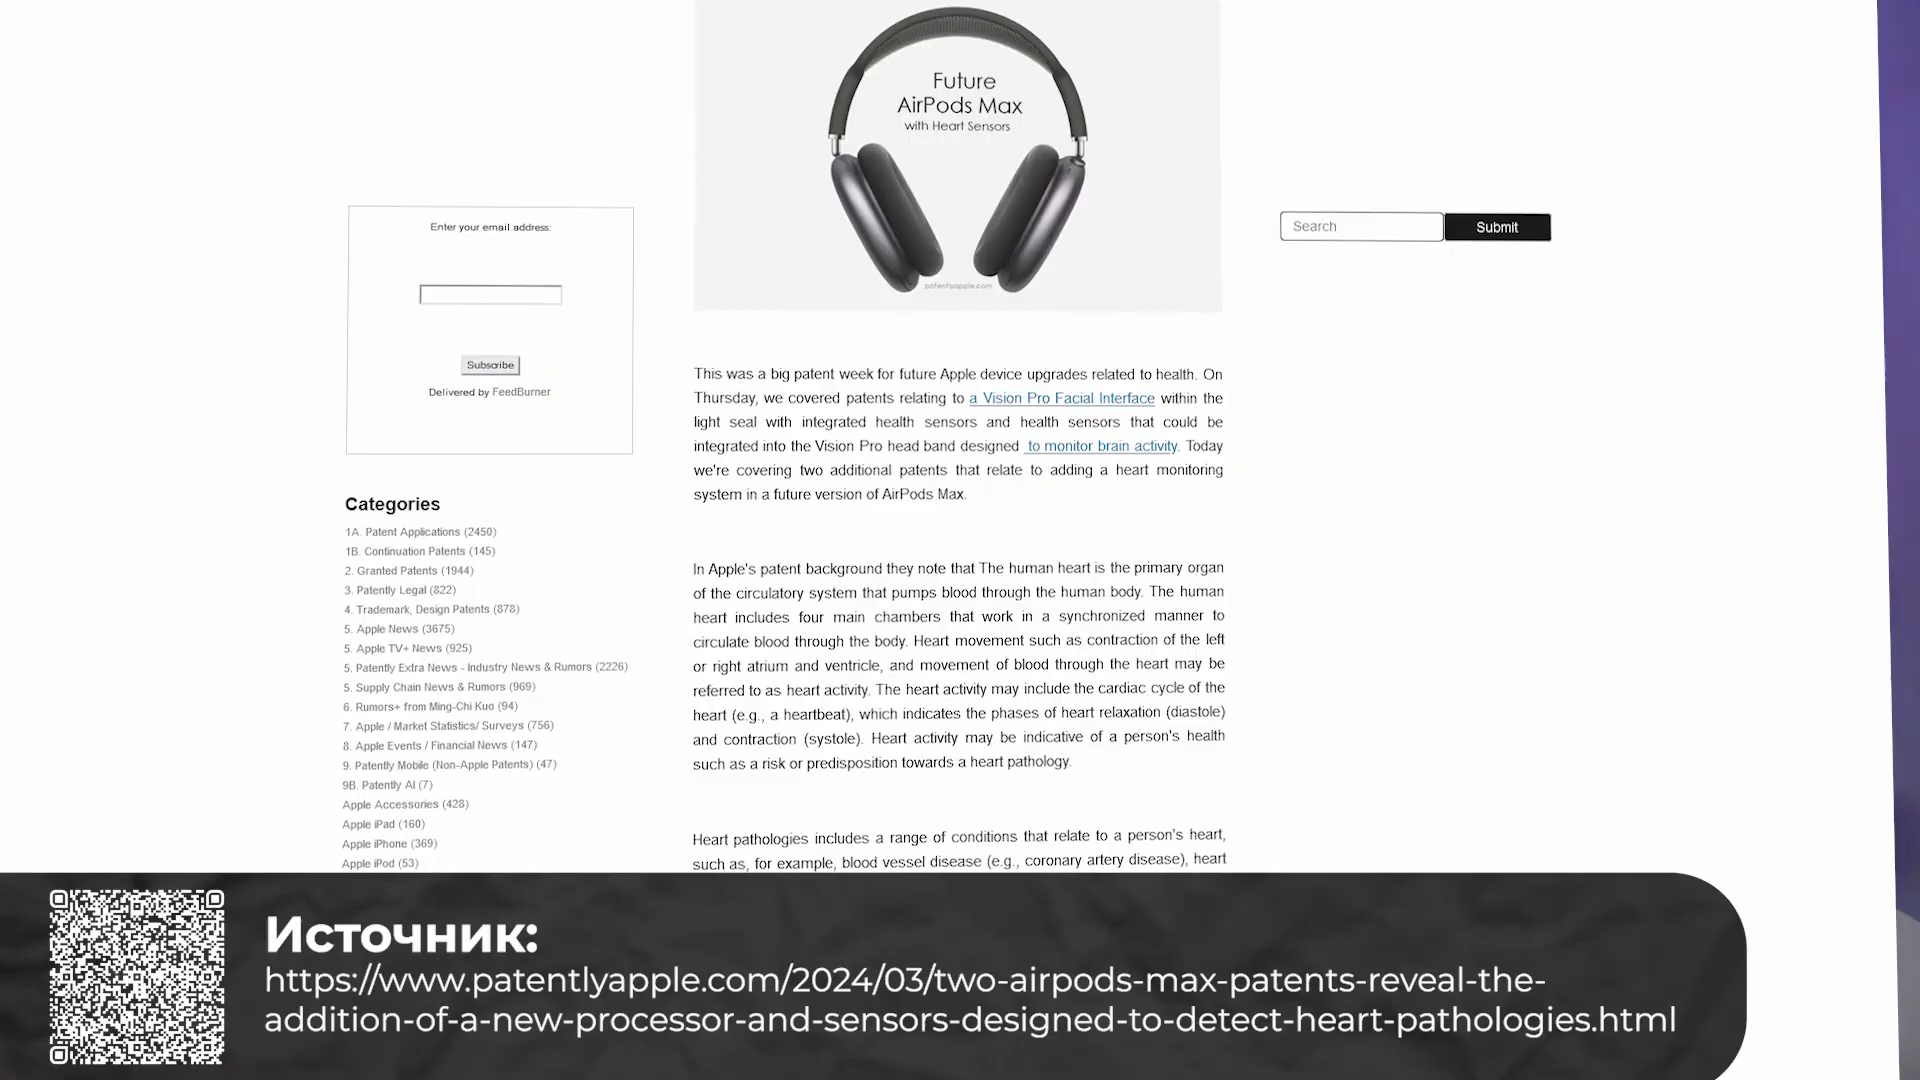 Future
AirPods Max
with Heart Sensors
patentlyapple.com
Enter your email address:
Subscribe
Delivered by FeedBurner
Search
Submit
This was a big patent week for future Apple device upgrades related to health. On
Thursday, we covered patents relating to a Vision Pro Facial Interface within the
light seal with integrated health sensors and health sensors that could be
integrated into the Vision Pro head band designed to monitor brain activity. Today
we're covering two additional patents that relate to adding a heart monitoring
system in a future version of AirPods Max.
Categories
1A. Patent Applications (2450)
1B. Continuation Patents (145)
2. Granted Patents (1944)
3. Patently Legal (822)
4. Trademark, Design Patents (878)
5. Apple News (3675)
5. Apple TV+ News (925)
5. Patently Extra News - Industry News & Rumors (2226)
5. Supply Chain News & Rumors (969)
6. Rumors+ from Ming-Chi Kuo (94)
7. Apple / Market Statistics/ Surveys (756)
8. Apple Events / Financial News (147)
9. Patently Mobile (Non-Apple Patents) (47)
9B. Patently AI (7)
Apple Accessories (428)
Apple iPad (160)
Apple iPhone (369)
Apple iPod (53)
In Apple's patent background they note that The human heart is the primary organ
of the circulatory system that pumps blood through the human body. The human
heart includes four main chambers that work in a synchronized manner to
circulate blood through the body. Heart movement such as contraction of the left
or right atrium and ventricle, and movement of blood through the heart may be
referred to as heart activity. The heart activity may include the cardiac cycle of the
heart (e.g., a heartbeat), which indicates the phases of heart relaxation (diastole)
and contraction (systole). Heart activity may be indicative of a person's health
such as a risk or predisposition towards a heart pathology.
Heart pathologies includes a range of conditions that relate to a person's heart,
such as, for example, blood vessel disease (e.g., coronary artery disease), heart
Источник:
https://www.patentlyapple.com/2024/03/two-airpods-max-patents-reveal-the-
addition-of-a-new-processor-and-sensors-designed-to-detect-heart-pathologies.html